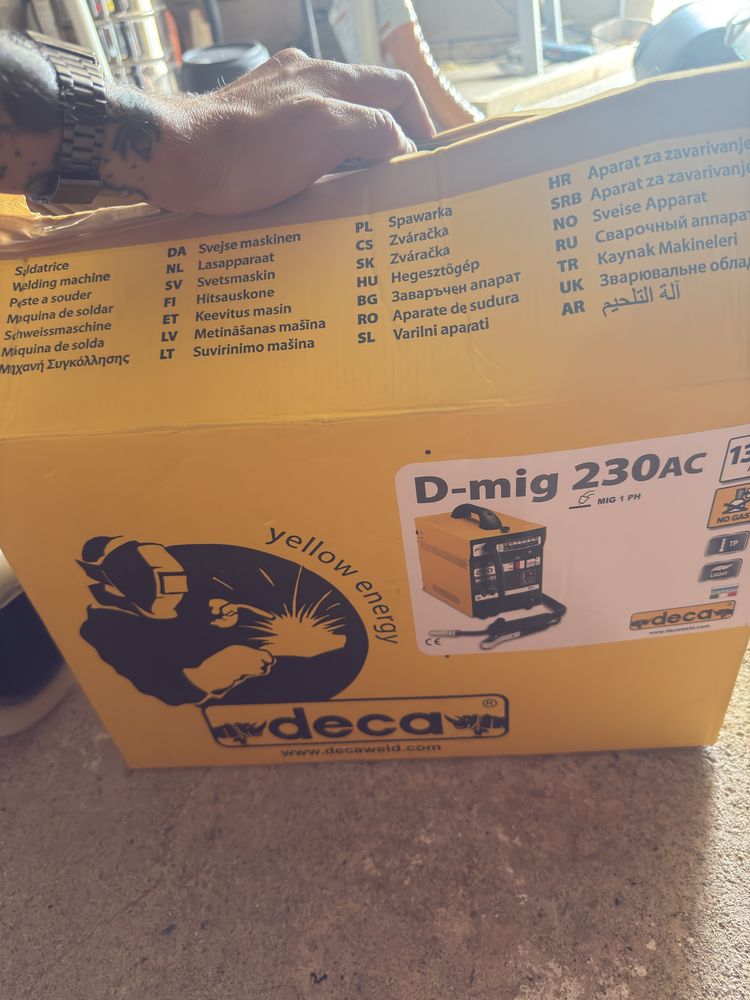 Saldatrice
Welding machine
Poste a souder
Maquina de soldar
Schweissmaschine
Maquina de solda
Μηχανή Συγκόλλησης
DA Svejse maskinen
NL Lasapparaat
SV Svetsmaskin
FI Hitsauskone
ET Keevitus masin
LV Metināšanas mašīna
LT Suvirinimo mašina
PL Spawarka
CS Zváračka
SK Zváračka
HU Hegesztőgép
BG Заваръчен апарат
RO Aparate de sudura
SL Varilni aparati
HR Aparat za zavarivanje
SRB Aparat za zavarivanje
NO Sveise Apparat
RU Сварочный аппарат
TR Kaynak Makineleri
UK Зварювальне
AR آلة التلحيم
D-mig 230AC
MIG 1 PH
NO GAS
TP
LIGHT
CE
deca
www.decaweld.com
yellow energy
deca®
www.decaweld.com